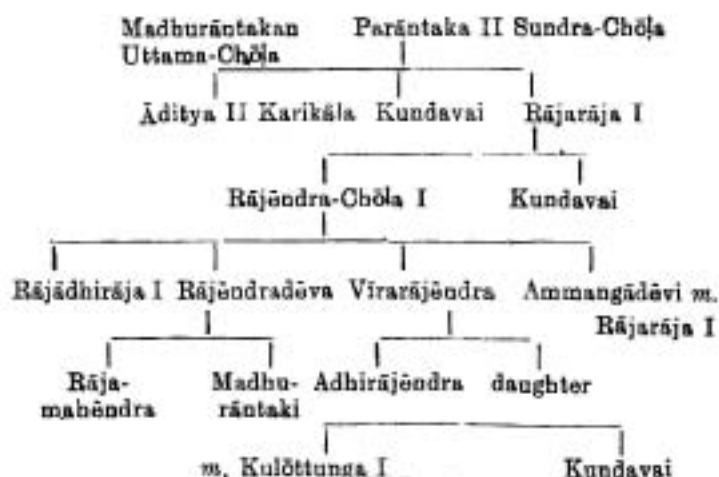 Madhurāntakan Parāntaka II Sundra-Chōḷa
Uttama-Chōḷa
Āditya II Karikāla Kundavai Rājarāja I
Rājēndra-Chōḷa I Kundavai
Rājādhirāja I Rājēndradēva Vīrarājēndra Ammangādēvi m.
Rājarāja I
Rāja- Madhu- Adhirājēndra daughter
mahēndra rāntaki
m. Kulōttunga I Kundavai